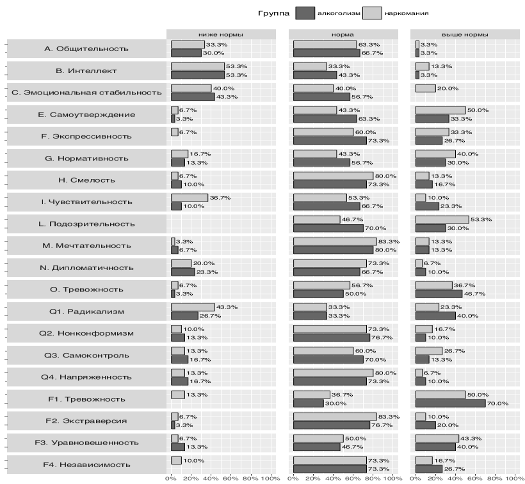 Группа алкоголизм наркомания
ниже нормы норма выше нормы
A. Общительность 33.3% 63.3% 3.3%
30.0% 66.7% 3.3%
B. Интеллект 53.3% 33.3% 13.3%
53.3% 43.3% 3.3%
C. Эмоциональная стабильность 40.0% 40.0% 20.0%
43.3% 56.7%
E. Самоутверждение 6.7% 43.3% 50.0%
3.3% 63.3% 33.3%
F. Экспрессивность 6.7% 60.0% 33.3%
73.3% 26.7%
G. Нормативность 16.7% 43.3% 40.0%
13.3% 56.7% 30.0%
H. Смелость 6.7% 80.0% 13.3%
10.0% 73.3% 16.7%
I. Чувствительность 36.7% 53.3% 10.0%
10.0% 66.7% 23.3%
L. Подозрительность 46.7% 53.3%
70.0% 30.0%
M. Мечтательность 3.3% 83.3% 13.3%
6.7% 80.0% 13.3%
N. Дипломатичность 20.0% 73.3% 6.7%
23.3% 66.7% 10.0%
O. Тревожность 6.7% 56.7% 36.7%
3.3% 50.0% 46.7%
Q1. Радикализм 43.3% 33.3% 23.3%
26.7% 33.3% 40.0%
Q2. Нонконформизм 10.0% 73.3% 16.7%
13.3% 76.7% 10.0%
Q3. Самоконтроль 13.3% 60.0% 26.7%
16.7% 70.0% 13.3%
Q4. Напряженность 13.3% 80.0% 6.7%
16.7% 73.3% 10.0%
F1. Тревожность 13.3% 36.7% 50.0%
30.0% 70.0%
F2. Экстраверсия 6.7% 83.3% 10.0%
3.3% 76.7% 20.0%
F3. Уравновешенность 6.7% 50.0% 43.3%
13.3% 46.7% 40.0%
F4. Независимость 10.0% 73.3% 16.7%
73.3% 26.7%
0% 20% 40% 60% 80% 100% 0% 20% 40% 60% 80% 100% 0% 20% 40% 60% 80% 100%